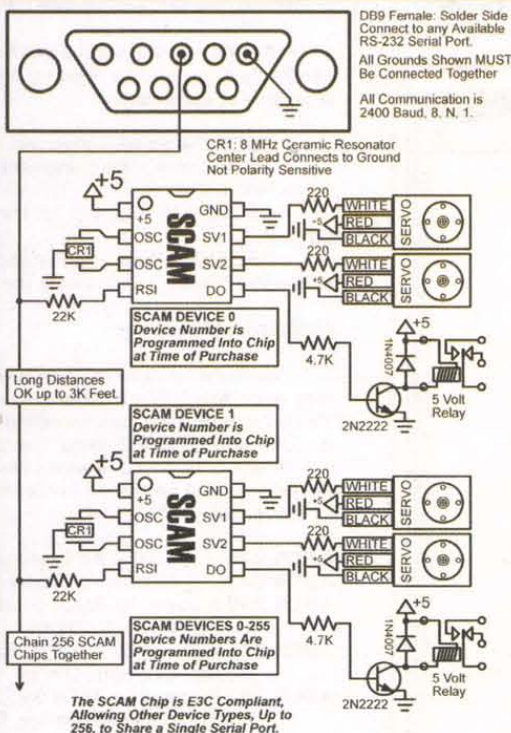 DB9 Female: Solder Side
Connect to any Available
RS-232 Serial Port.
All Grounds Shown MUST
Be Connected Together
All Communication is
2400 Baud, 8, N, 1.
CR1: 8 MHz Ceramic Resonator
Center Lead Connects to Ground
Not Polarity Sensitive
+5
+5
OSC
OSC
RSI
SCAM
GND
SV1
SV2
DO
CR1
22K
220
WHITE
RED
BLACK
+5
SERVO
220
WHITE
RED
BLACK
+5
SERVO
SCAM DEVICE 0
Device Number is
Programmed Into Chip
at Time of Purchase
4.7K
+5
1N4007
5 Volt
Relay
2N2222
Long Distances
OK up to 3K Feet.
SCAM DEVICE 1
Device Number is
Programmed Into Chip
at Time of Purchase
+5
+5
OSC
OSC
RSI
SCAM
GND
SV1
SV2
DO
CR1
22K
220
WHITE
RED
BLACK
+5
SERVO
220
WHITE
RED
BLACK
+5
SERVO
SCAM DEVICES 0-255
Device Numbers Are
Programmed Into Chip
at Time of Purchase
4.7K
+5
1N4007
5 Volt
Relay
2N2222
Chain 256 SCAM
Chips Together
The SCAM Chip is E3C Compliant,
Allowing Other Device Types, Up to
256, to Share a Single Serial Port.